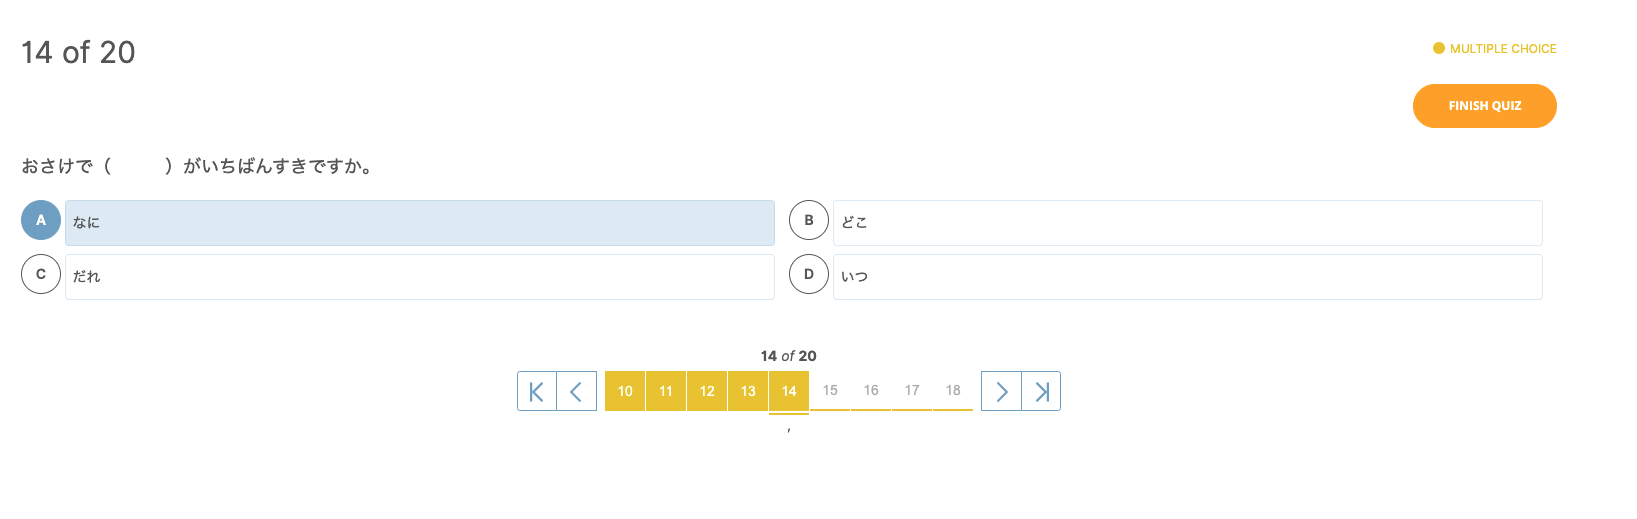 14 of 20
MULTIPLE CHOICE
FINISH QUIZ
おさけで（　　　）がいちばんすきですか。
A なに
B どこ
C だれ
D いつ
14 of 20
10 11 12 13 14 15 16 17 18
,